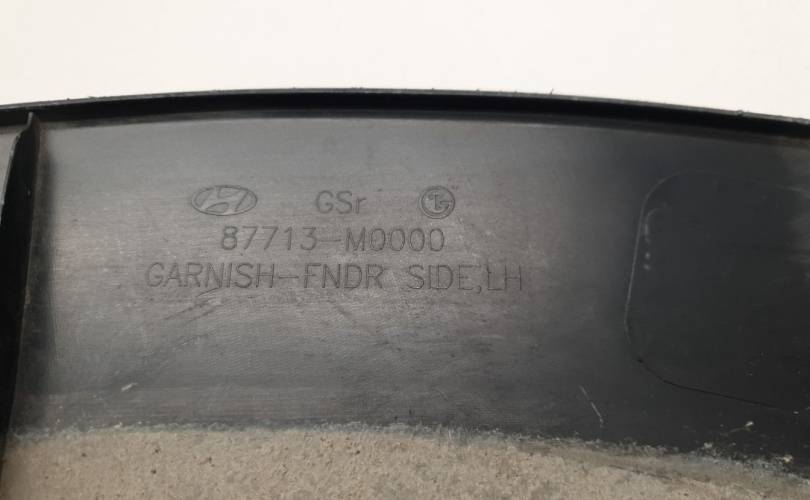 GSr
87713-M0000
GARNISH-FNDR SIDE,LH